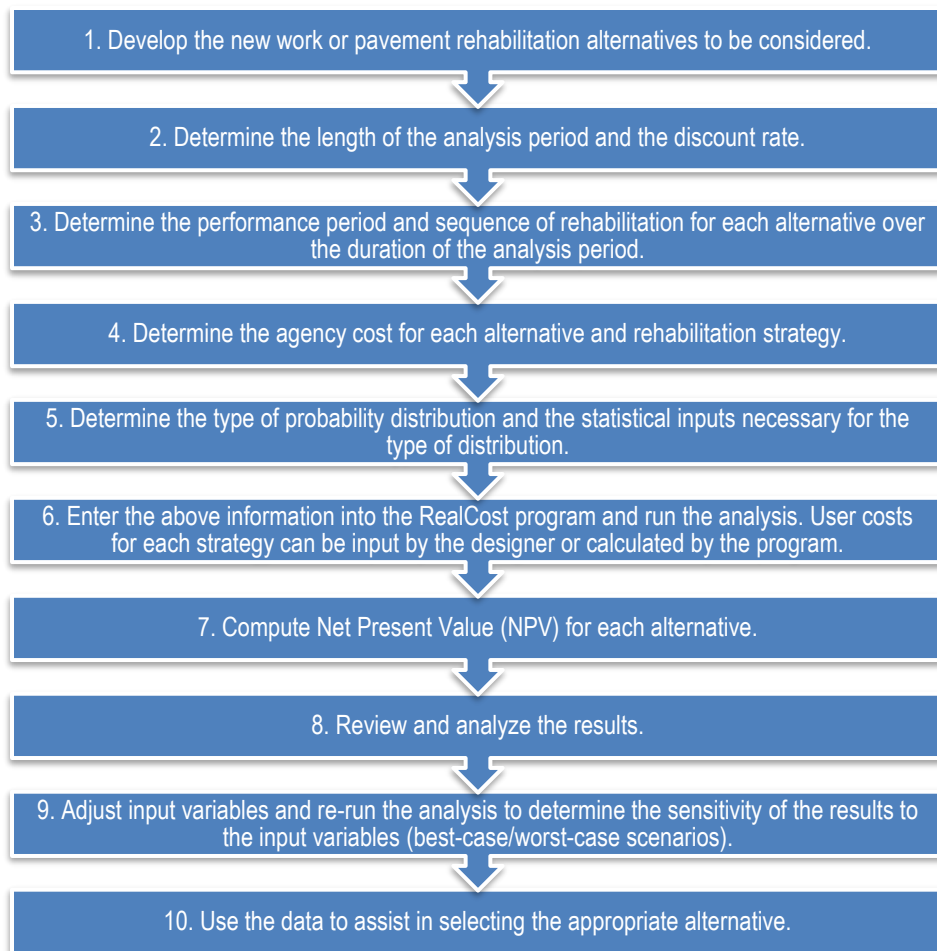 1. Develop the new work or pavement rehabilitation alternatives to be considered.
2. Determine the length of the analysis period and the discount rate.
3. Determine the performance period and sequence of rehabilitation for each alternative over
the duration of the analysis period.
4. Determine the agency cost for each alternative and rehabilitation strategy.
5. Determine the type of probability distribution and the statistical inputs necessary for the
type of distribution.
6. Enter the above information into the RealCost program and run the analysis. User costs
for each strategy can be input by the designer or calculated by the program.
7. Compute Net Present Value (NPV) for each alternative.
8. Review and analyze the results.
9. Adjust input variables and re-run the analysis to determine the sensitivity of the results to
the input variables (best-case/worst-case scenarios).
10. Use the data to assist in selecting the appropriate alternative.